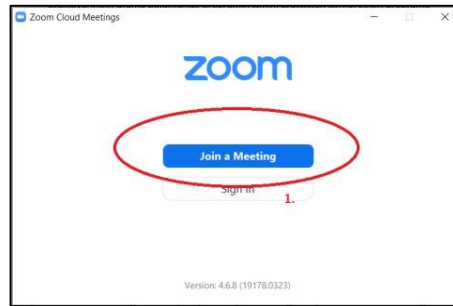 Zoom Cloud Meetings
zoom
Join a Meeting
Sign In
1.
Version: 4.6.8 (19178.0323)